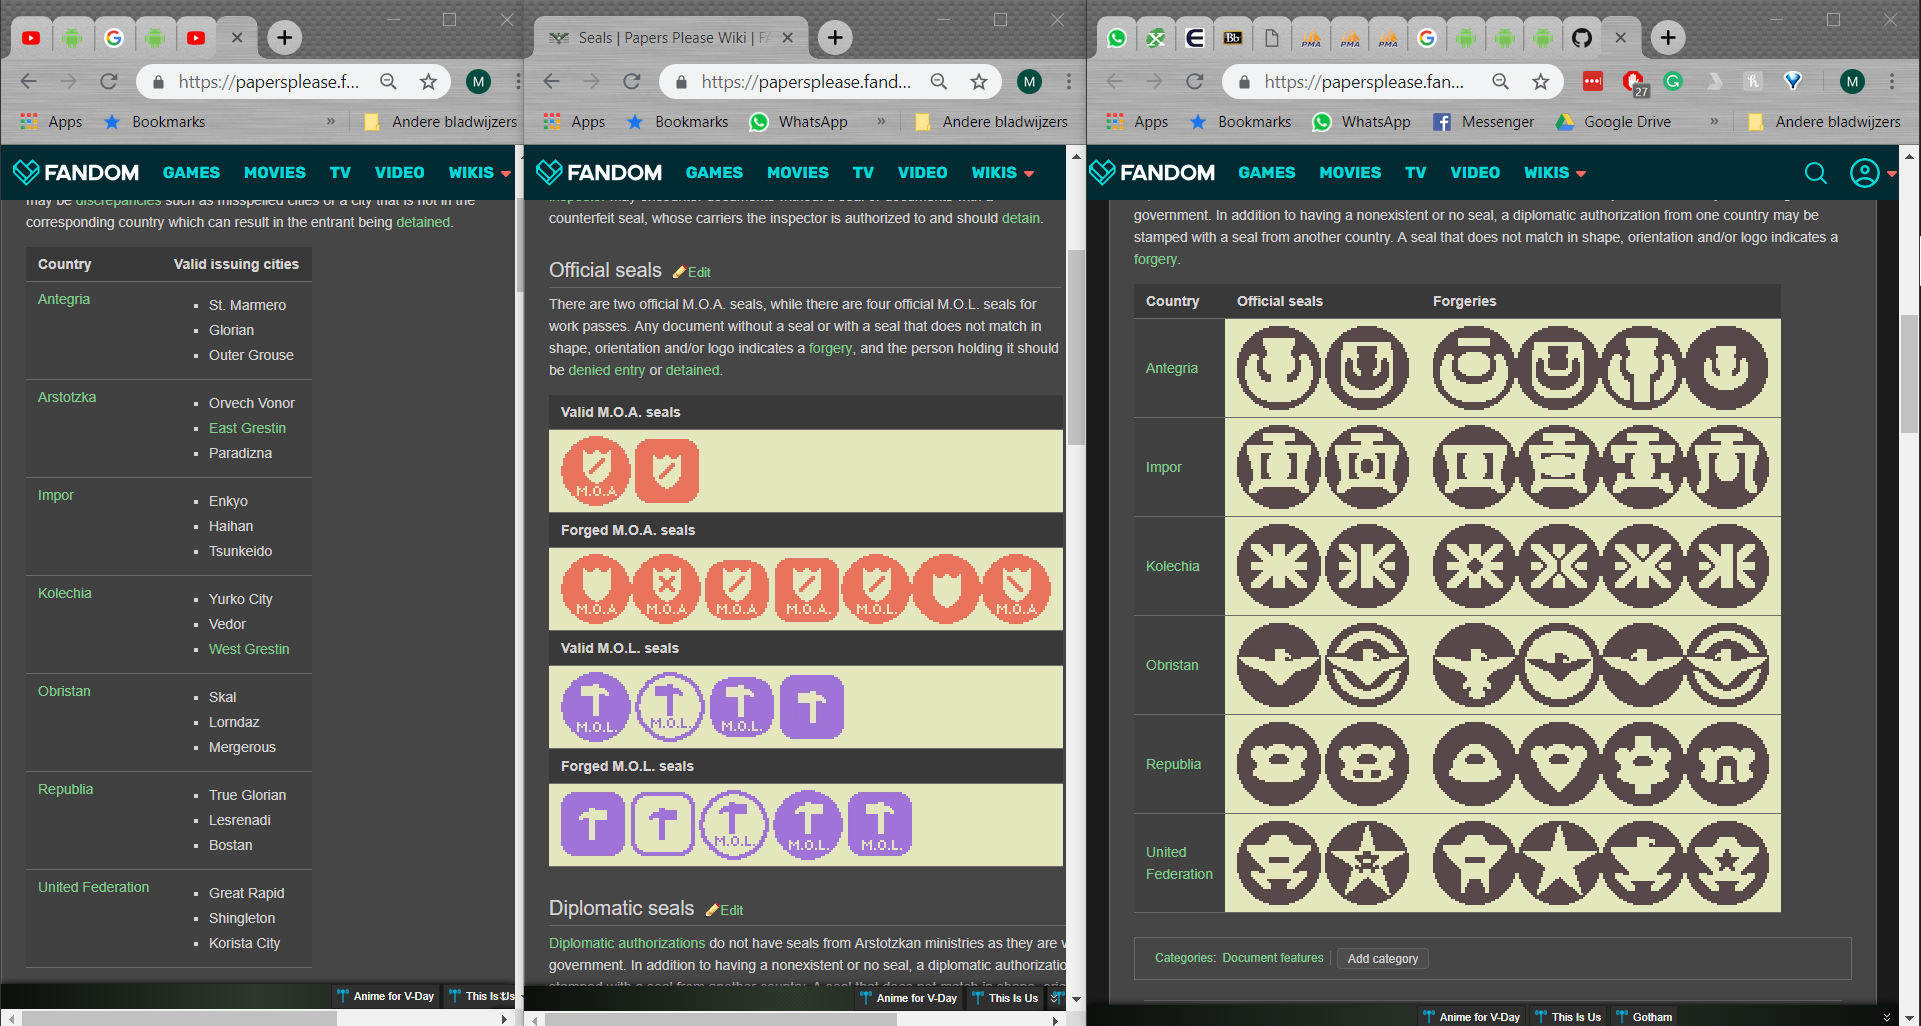 https://papersplease.f...
M
Apps
Bookmarks
»
Andere bladwijzers
FANDOM
GAMES
MOVIES
TV
VIDEO
WIKIS
may be discrepancies such as misspelled cities or a city that is not in the
corresponding country which can result in the entrant being detained.
Country Valid issuing cities
Antegria
St. Marmero
Glorian
Outer Grouse
Arstotzka
Orvech Vonor
East Grestin
Paradizna
Impor
Enkyo
Haihan
Tsunkeido
Kolechia
Yurko City
Vedor
West Grestin
Obristan
Skal
Lorndaz
Mergerous
Republia
True Glorian
Lesrenadi
Bostan
United Federation
Great Rapid
Shingleton
Korista City
Anime for V-Day
This Is Us
Seals | Papers Please Wiki | FA
https://papersplease.fand...
M
Apps
Bookmarks
WhatsApp
»
Andere bladwijzers
FANDOM
GAMES
MOVIES
TV
VIDEO
WIKIS
counterfeit seal, whose carriers the inspector is authorized to and should detain.
Official seals Edit
There are two official M.O.A. seals, while there are four official M.O.L. seals for
work passes. Any document without a seal or with a seal that does not match in
shape, orientation and/or logo indicates a forgery, and the person holding it should
be denied entry or detained.
Valid M.O.A. seals
M.O.A
Forged M.O.A. seals
M.O.A M.O.A M.O.A M.O.A. M.O.L. M.O.A
Valid M.O.L. seals
M.O.L. M.O.L. M.O.L.
Forged M.O.L. seals
M.O.L. M.O.L. M.O.L.
Diplomatic seals Edit
Diplomatic authorizations do not have seals from Arstotzkan ministries as they are v
government. In addition to having a nonexistent or no seal, a diplomatic authorizatio
Anime for V-Day
This Is Us
Bb
PMA
PMA
PMA
https://papersplease.fan...
27
M
Apps
Bookmarks
WhatsApp
Messenger
Google Drive
»
Andere bladwijzers
FANDOM
GAMES
MOVIES
TV
VIDEO
WIKIS
government. In addition to having a nonexistent or no seal, a diplomatic authorization from one country may be
stamped with a seal from another country. A seal that does not match in shape, orientation and/or logo indicates a
forgery.
Country Official seals Forgeries
Antegria
Impor
Kolechia
Obristan
Republia
United
Federation
Categories: Document features Add category
Anime for V-Day
This Is Us
Gotham